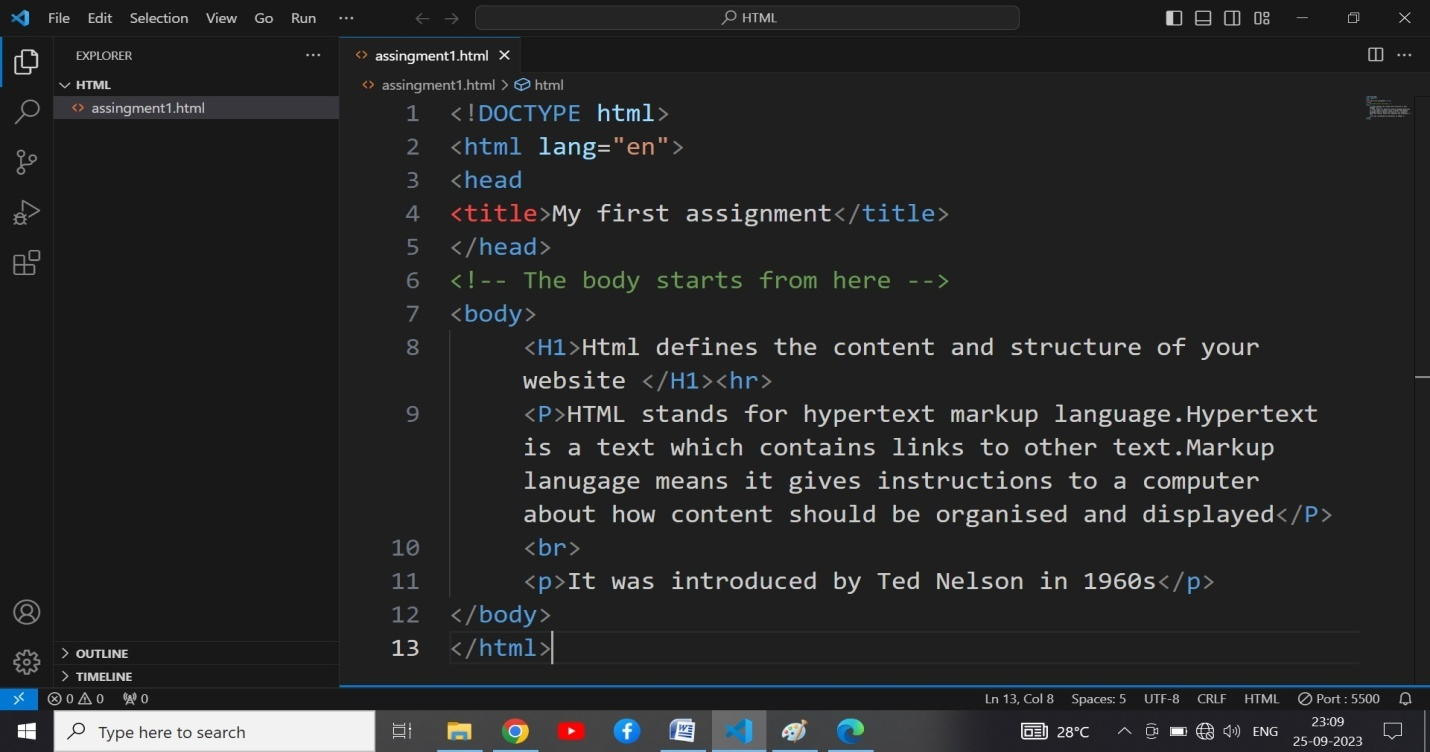 File Edit Selection View Go Run ··· HTML
EXPLORER ···
HTML
assingment1.html
assingment1.html
assingment1.html > html
1 <!DOCTYPE html>
2 <html lang="en">
3 <head
4 <title>My first assignment</title>
5 </head>
6 <!-- The body starts from here -->
7 <body>
8 <H1>Html defines the content and structure of your
website </H1><hr>
9 <P>HTML stands for hypertext markup language.Hypertext
is a text which contains links to other text.Markup
lanugage means it gives instructions to a computer
about how content should be organised and displayed</P>
10 <br>
11 <p>It was introduced by Ted Nelson in 1960s</p>
12 </body>
13 </html>
OUTLINE
TIMELINE
0 0 0 Ln 13, Col 8 Spaces: 5 UTF-8 CRLF HTML Port : 5500
Type here to search 28°C ENG 23:09
25-09-2023